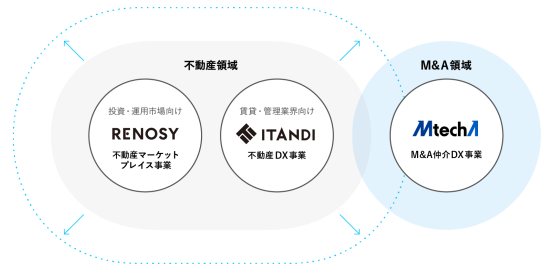 不動産領域
M&A領域
投資・運用市場向け
RENOSY
不動産マーケット
プレイス事業
賃貸・管理業界向け
ITANDI
不動産DX事業
MtechA
M&A仲介DX事業